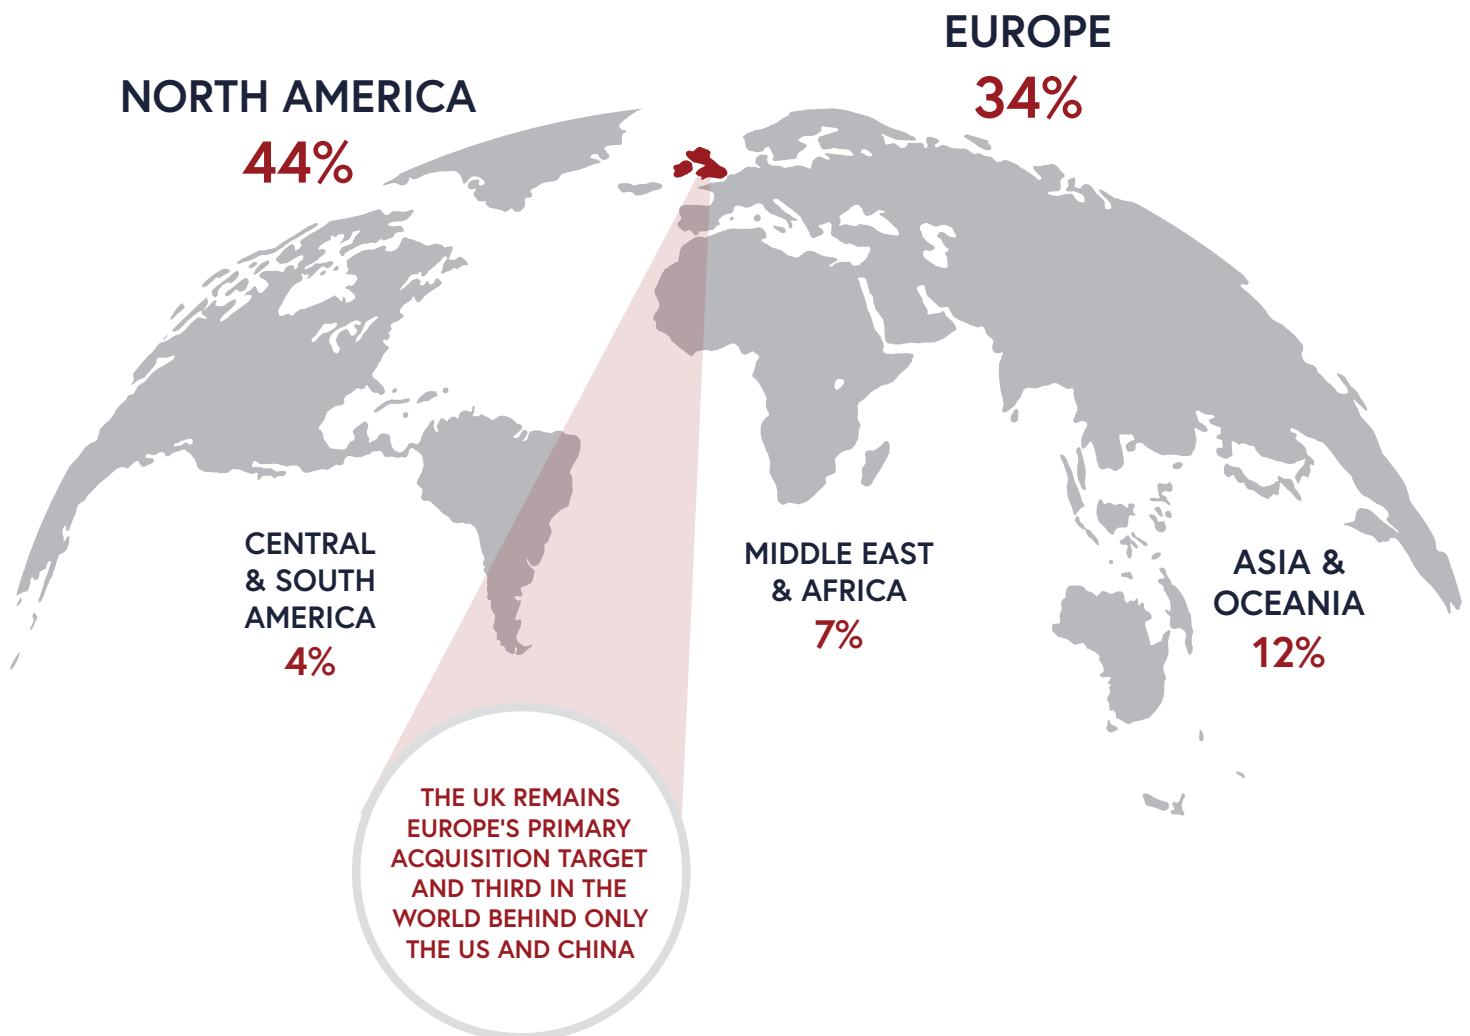 EUROPE
34%
NORTH AMERICA
44%
CENTRAL
& SOUTH
AMERICA
4%
MIDDLE EAST
& AFRICA
7%
ASIA &
OCEANIA
12%
THE UK REMAINS
EUROPE'S PRIMARY
ACQUISITION TARGET
AND THIRD IN THE
WORLD BEHIND ONLY
THE US AND CHINA